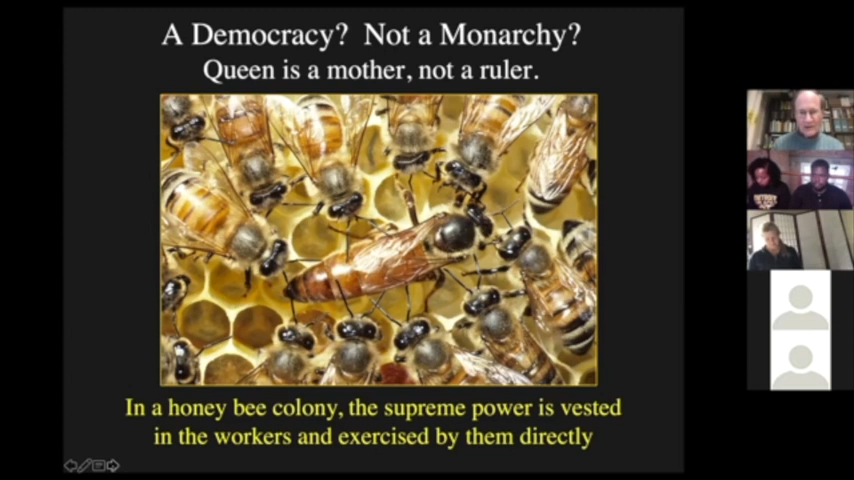 A Democracy? Not a Monarchy?
Queen is a mother, not a ruler.
In a honey bee colony, the supreme power is vested
in the workers and exercised by them directly